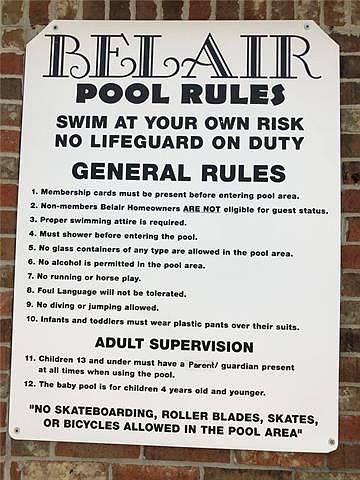 BELAIR
POOL RULES
SWIM AT YOUR OWN RISK
NO LIFEGUARD ON DUTY
GENERAL RULES
1. Membership cards must be present before entering pool area.
2. Non-members Belair Homeowners ARE NOT eligible for guest status.
3. Proper swimming attire is required.
4. Must shower before entering the pool.
5. No glass containers of any type are allowed in the pool area.
6. No alcohol is permitted in the pool area.
7. No running or horse play.
8. Foul Language will not be tolerated.
9. No diving or jumping allowed.
10. Infants and toddlers must wear plastic pants over their suits.
ADULT SUPERVISION
11. Children 13 and under must have a Parent/ guardian present
at all times when using the pool.
12. The baby pool is for children 4 years old and younger.
"NO SKATEBOARDING, ROLLER BLADES, SKATES,
OR BICYCLES ALLOWED IN THE POOL AREA"